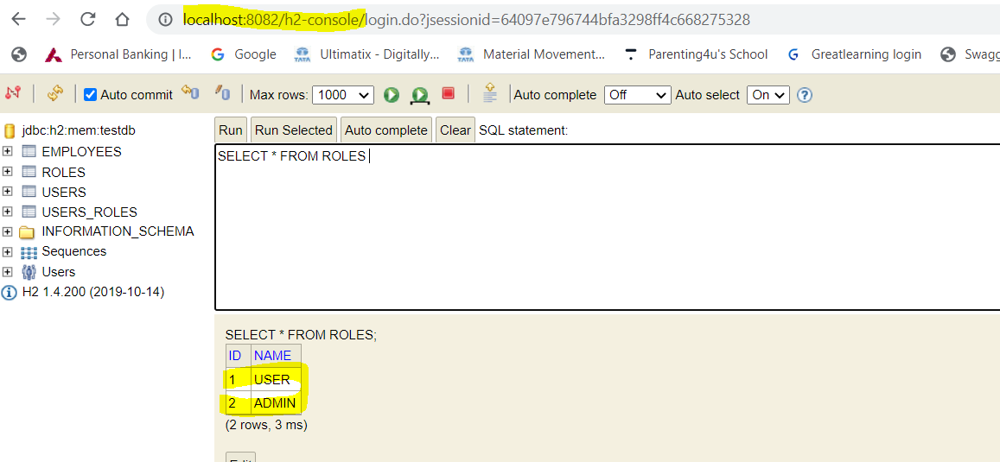 localhost:8082/h2-console/login.do?jsessionid=64097e796744bfa3298ff4c668275328
Personal Banking | I... Google Ultimatix - Digitally... TATA Material Movement... TATA Parenting4u's School Greatlearning login Swagg
Auto commit Max rows: 1000 Auto complete Off Auto select On ?
jdbc:h2:mem:testdb
EMPLOYEES
ROLES
USERS
USERS_ROLES
INFORMATION_SCHEMA
Sequences
Users
H2 1.4.200 (2019-10-14)
Run Run Selected Auto complete Clear SQL statement:
SELECT * FROM ROLES
SELECT * FROM ROLES;
ID NAME
1 USER
2 ADMIN
(2 rows, 3 ms)
Edit